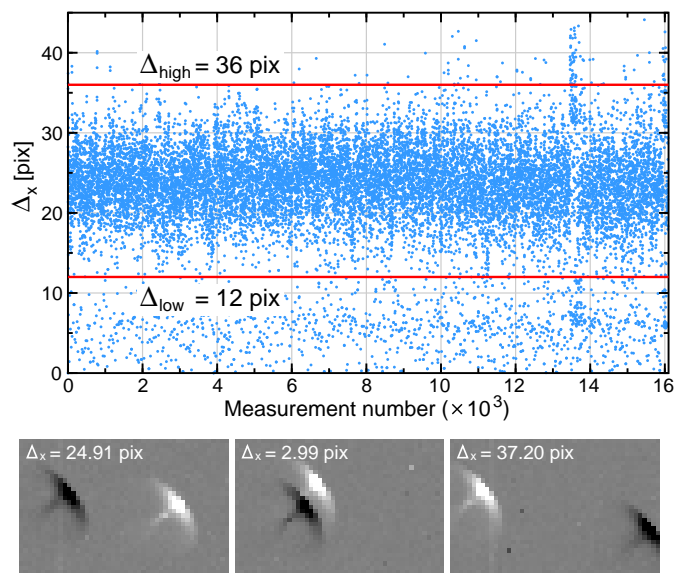 40
Δhigh = 36 pix
30
Δx [pix]
20
10
Δlow = 12 pix
0
0 2 4 6 8 10 12 14 16
Measurement number (×10³)
Δx = 24.91 pix Δx = 2.99 pix Δx = 37.20 pix